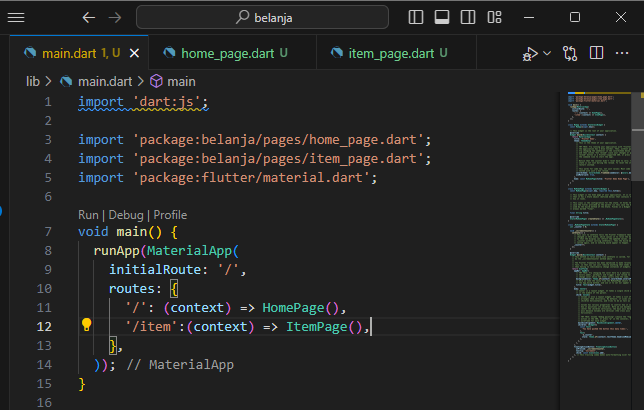 belanja
main.dart 1, U
home_page.dart U
item_page.dart U
lib > main.dart > main
1 import 'dart:js';
2
3 import 'package:belanja/pages/home_page.dart';
4 import 'package:belanja/pages/item_page.dart';
5 import 'package:flutter/material.dart';
6
Run | Debug | Profile
7 void main() {
8 runApp(MaterialApp(
9 initialRoute: '/',
10 routes: {
11 '/': (context) => HomePage(),
12 '/item':(context) => ItemPage(),
13 },
14 )); // MaterialApp
15 }
16